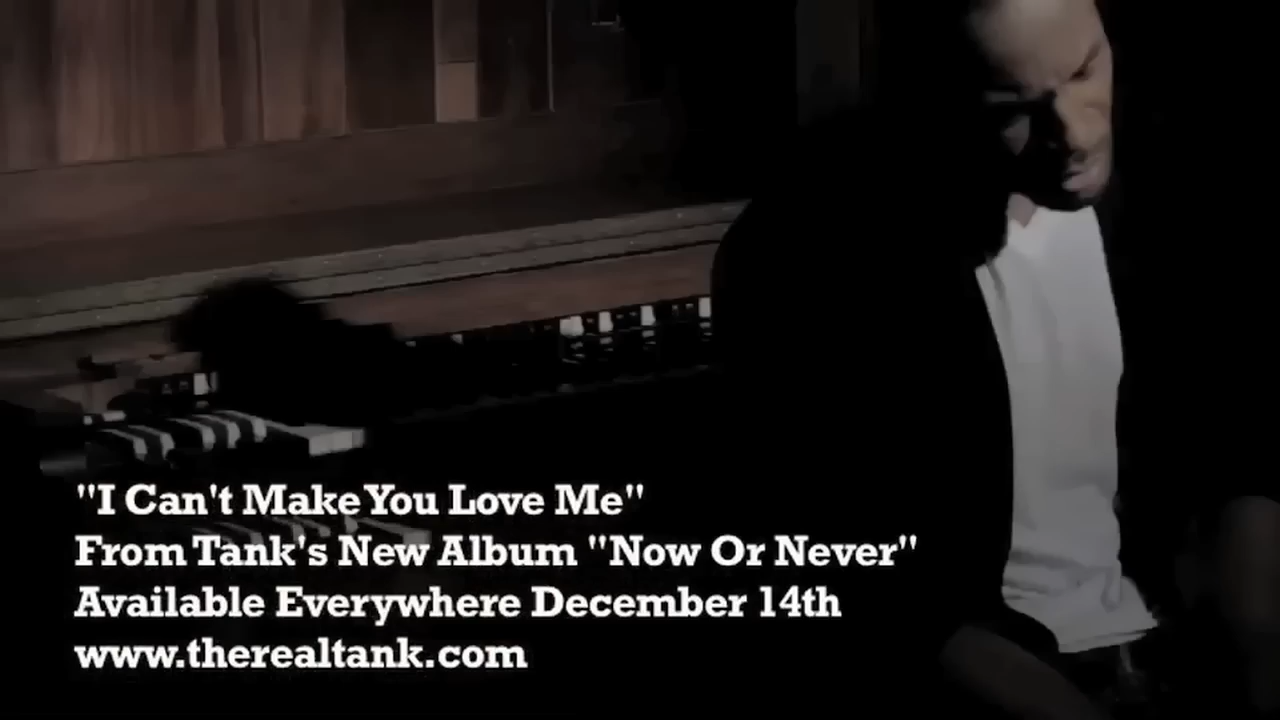 "I Can't Make You Love Me"
From Tank's New Album "Now Or Never"
Available Everywhere December 14th
www.therealtank.com